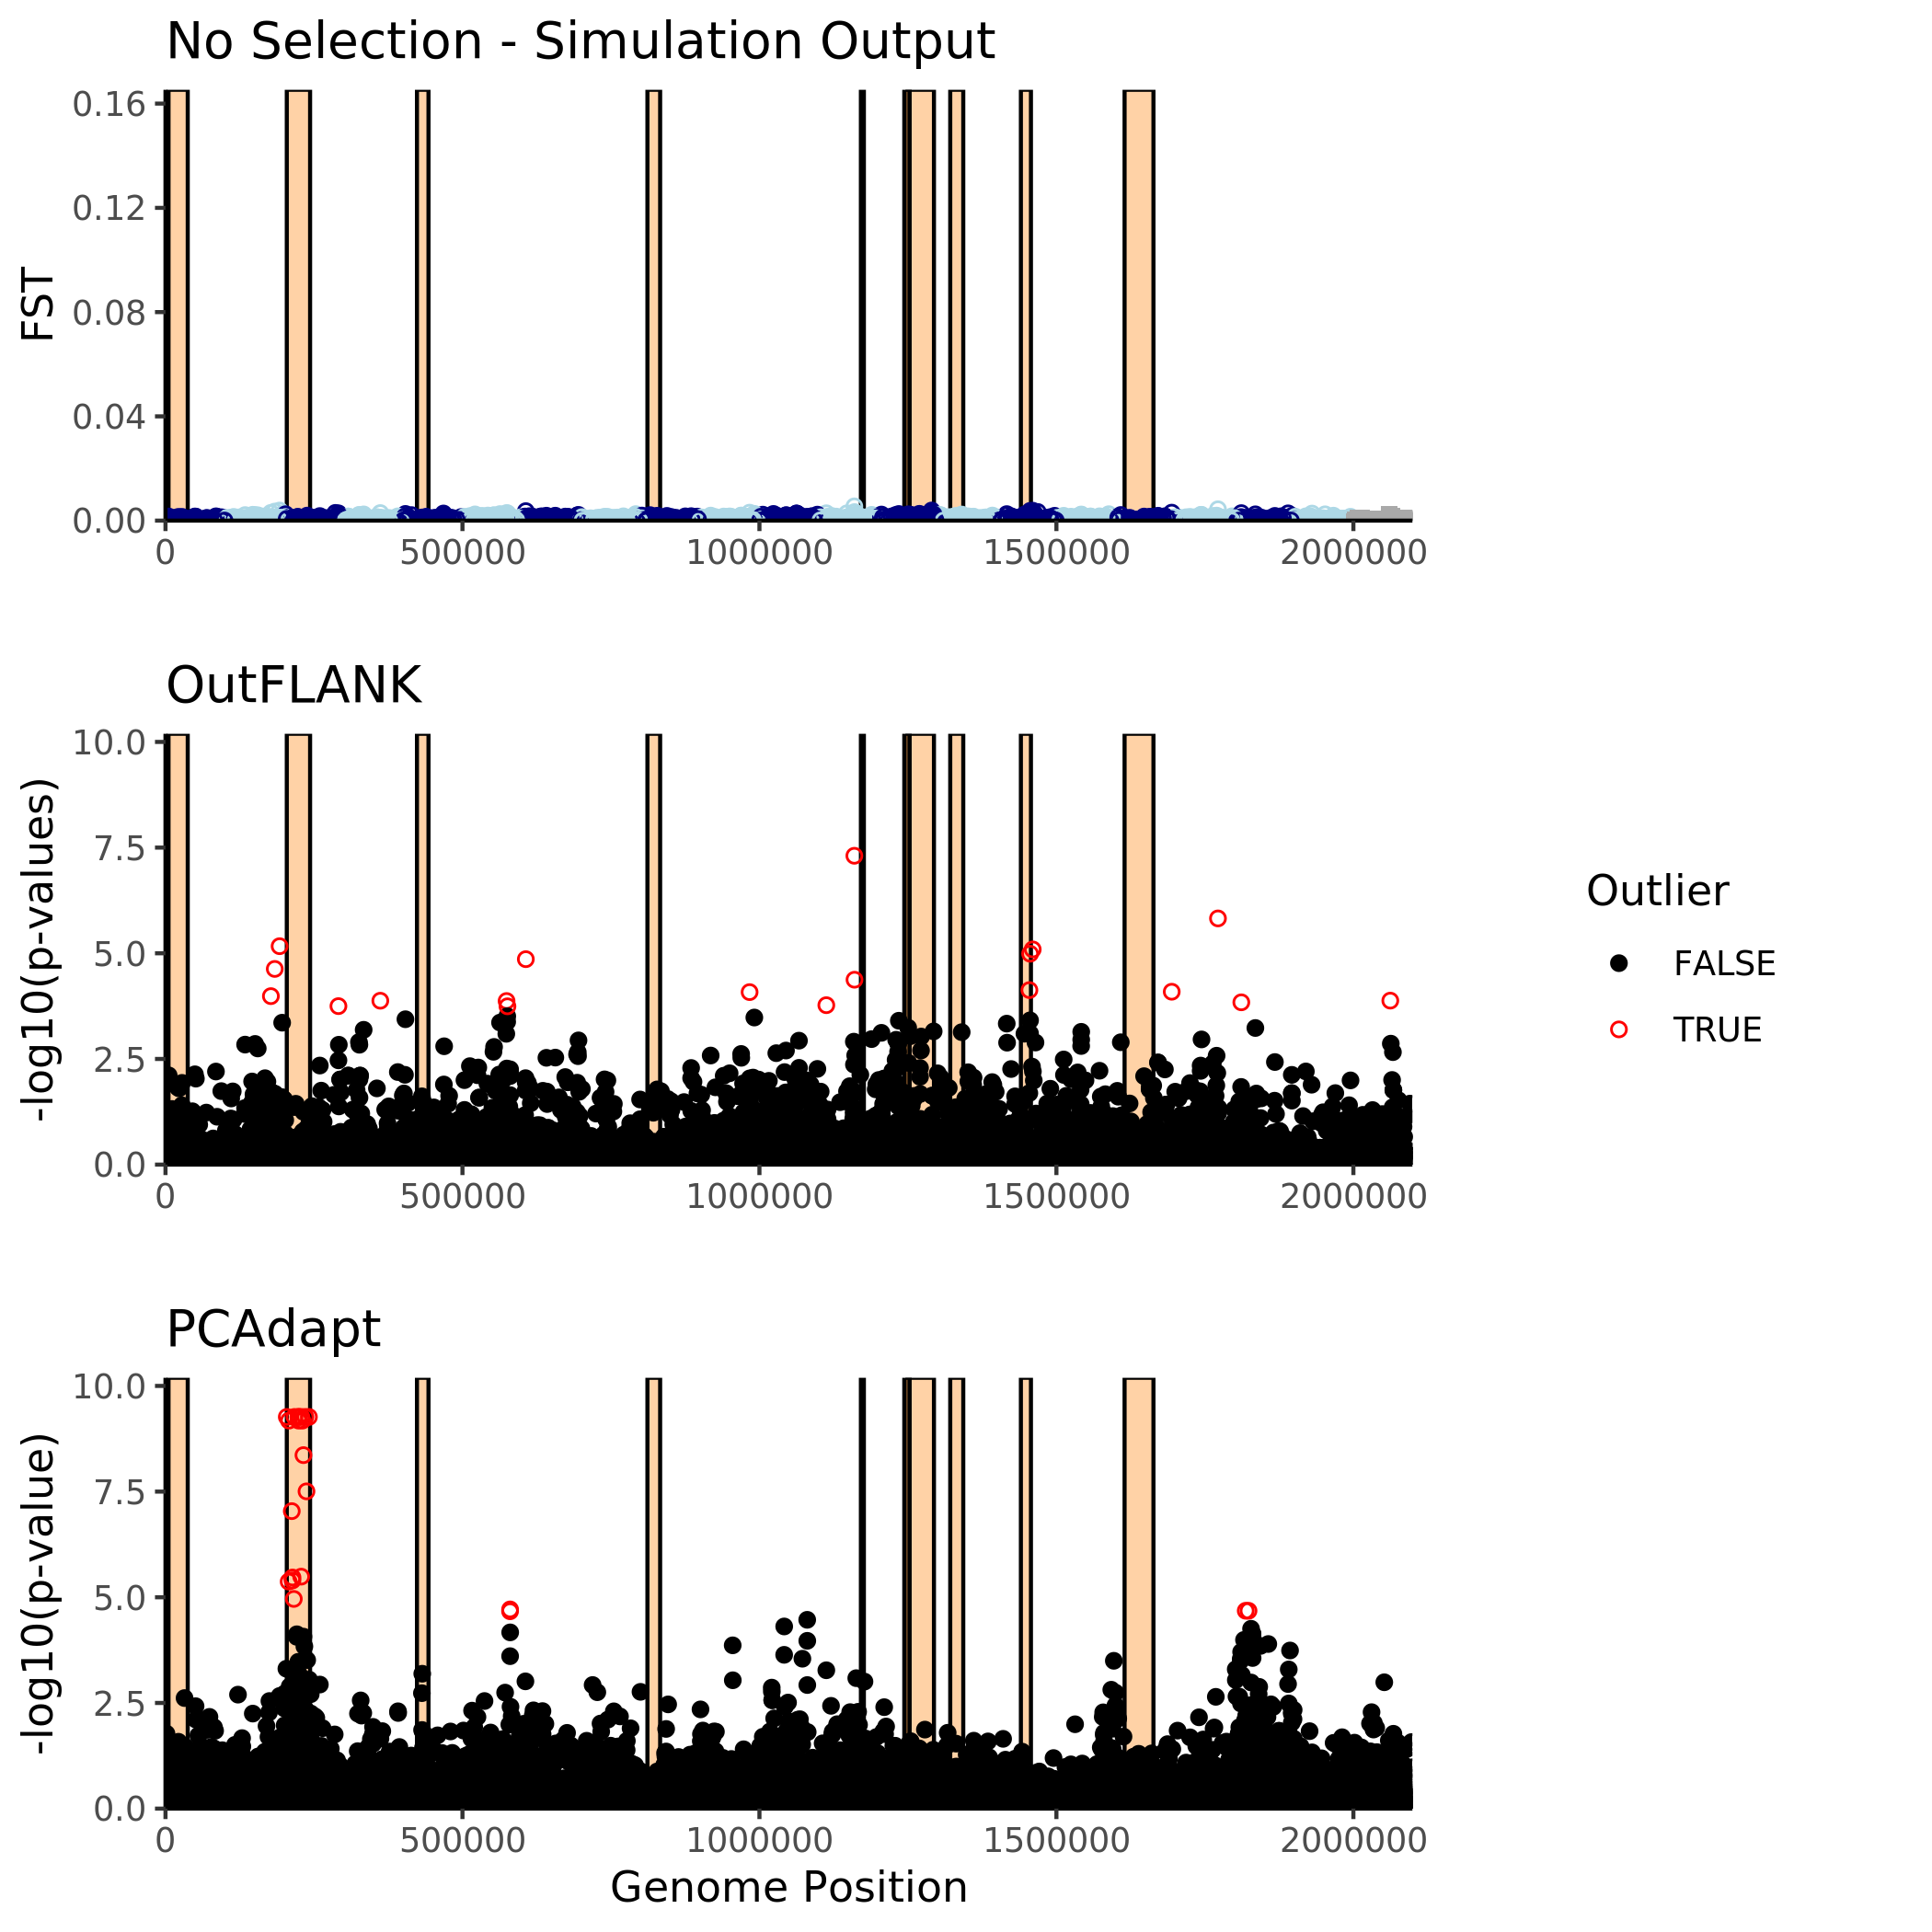 No Selection - Simulation Output
FST
0.16
0.12
0.08
0.04
0.00
0 500000 1000000 1500000 2000000
OutFLANK
-log10(p-values)
10.0
7.5
5.0
2.5
0.0
0 500000 1000000 1500000 2000000
Outlier
FALSE
TRUE
PCAdapt
-log10(p-value)
10.0
7.5
5.0
2.5
0.0
0 500000 1000000 1500000 2000000
Genome Position